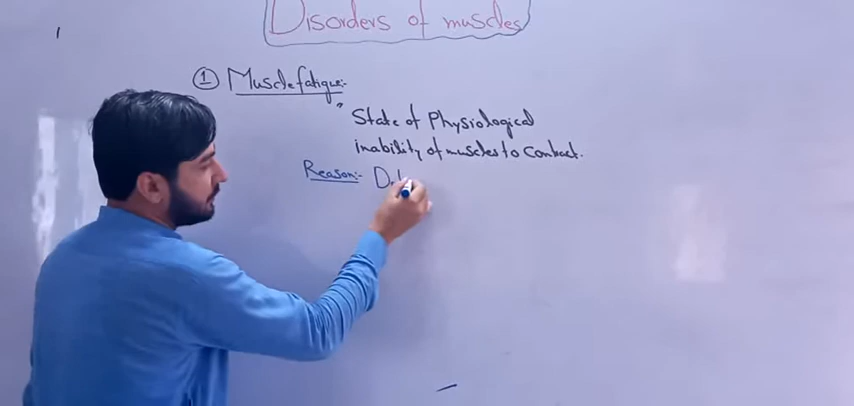 Disorders of muscles
① Muscle fatigue:-
" State of Physiological
inability of muscles to Contract.
Reason:-